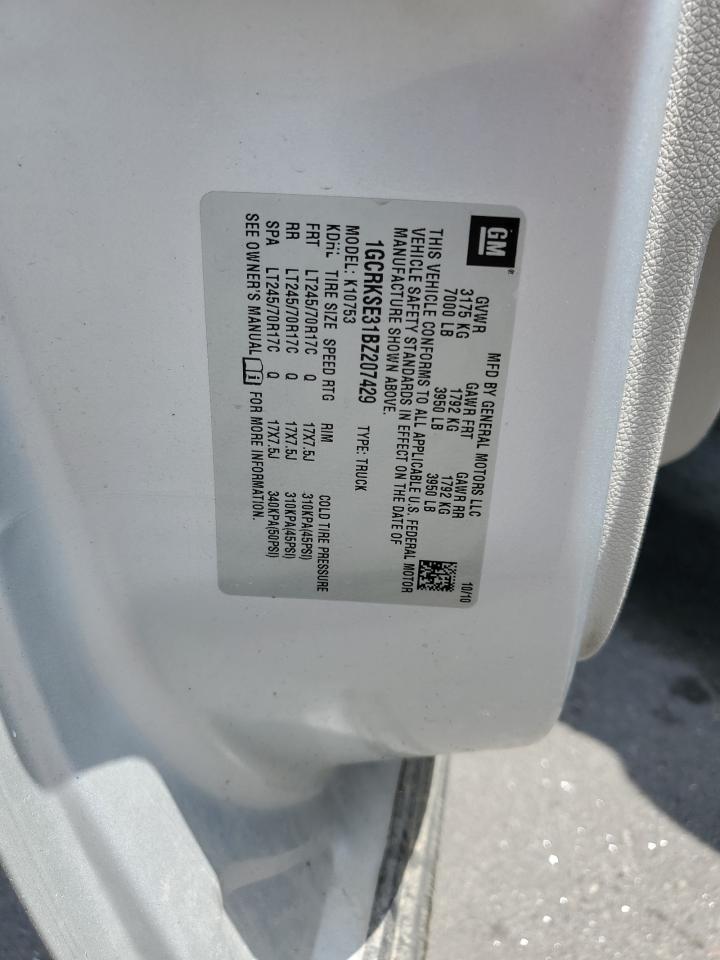 GM
MFD BY GENERAL MOTORS LLC 10/10
GVWR GAWR FRT GAWR RR
3175 KG 1792 KG 1792 KG
7000 LB 3950 LB 3950 LB
THIS VEHICLE CONFORMS TO ALL APPLICABLE U.S. FEDERAL MOTOR
VEHICLE SAFETY STANDARDS IN EFFECT ON THE DATE OF
MANUFACTURE SHOWN ABOVE.
1GCRKSE31BZ207429 TYPE: TRUCK
MODEL: K10753
TIRE SIZE SPEED RTG RIM COLD TIRE PRESSURE
FRT LT245/70R17C Q 17X7.5J 310KPA(45PSI)
RR LT245/70R17C Q 17X7.5J 310KPA(45PSI)
SPA LT245/70R17C Q 17X7.5J 340KPA(50PSI)
SEE OWNER'S MANUAL FOR MORE INFORMATION.